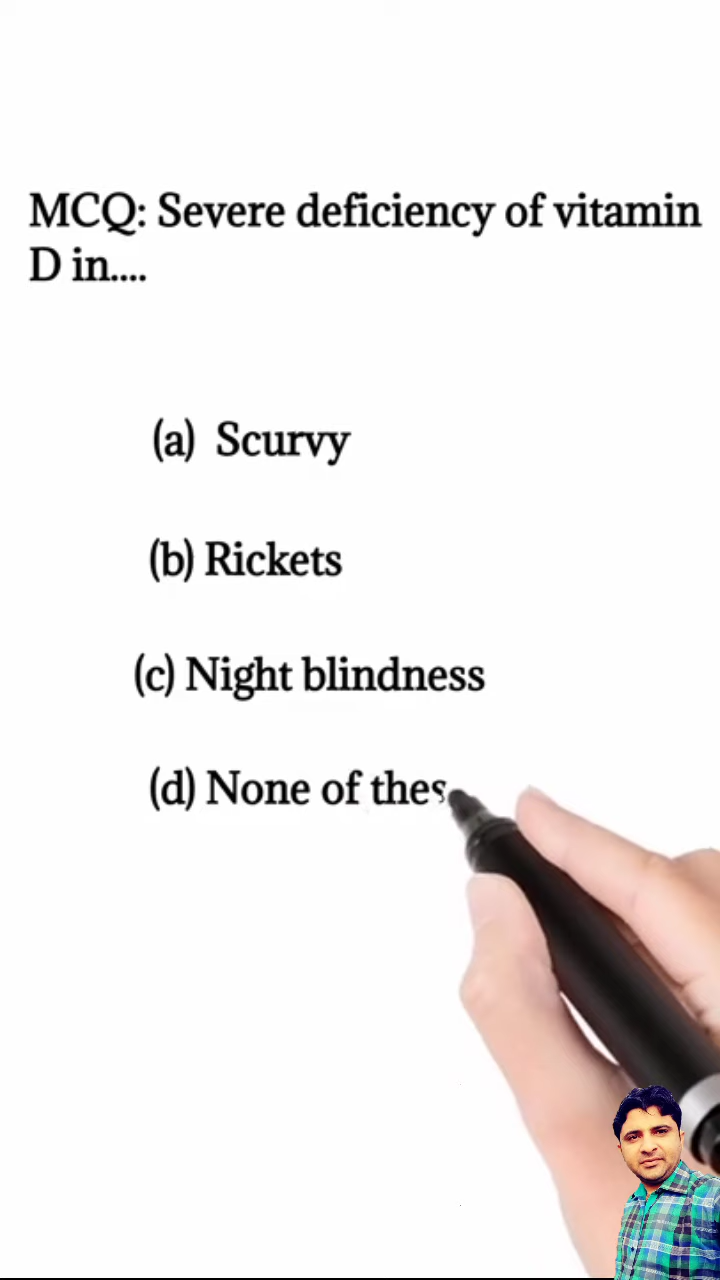 MCQ: Severe deficiency of vitamin
D in....
(a) Scurvy
(b) Rickets
(c) Night blindness
(d) None of thes